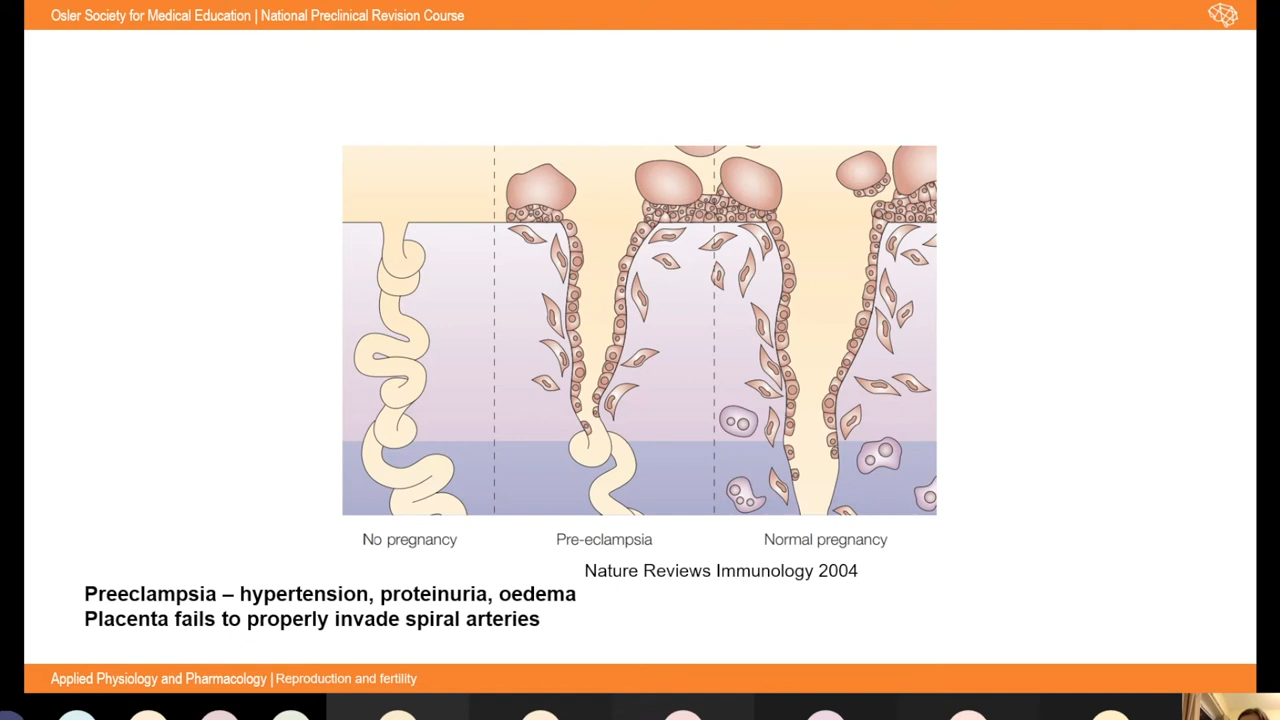 Osler Society for Medical Education | National Preclinical Revision Course
No pregnancy
Pre-eclampsia
Normal pregnancy
Nature Reviews Immunology 2004
Preeclampsia – hypertension, proteinuria, oedema
Placenta fails to properly invade spiral arteries
Applied Physiology and Pharmacology | Reproduction and fertility